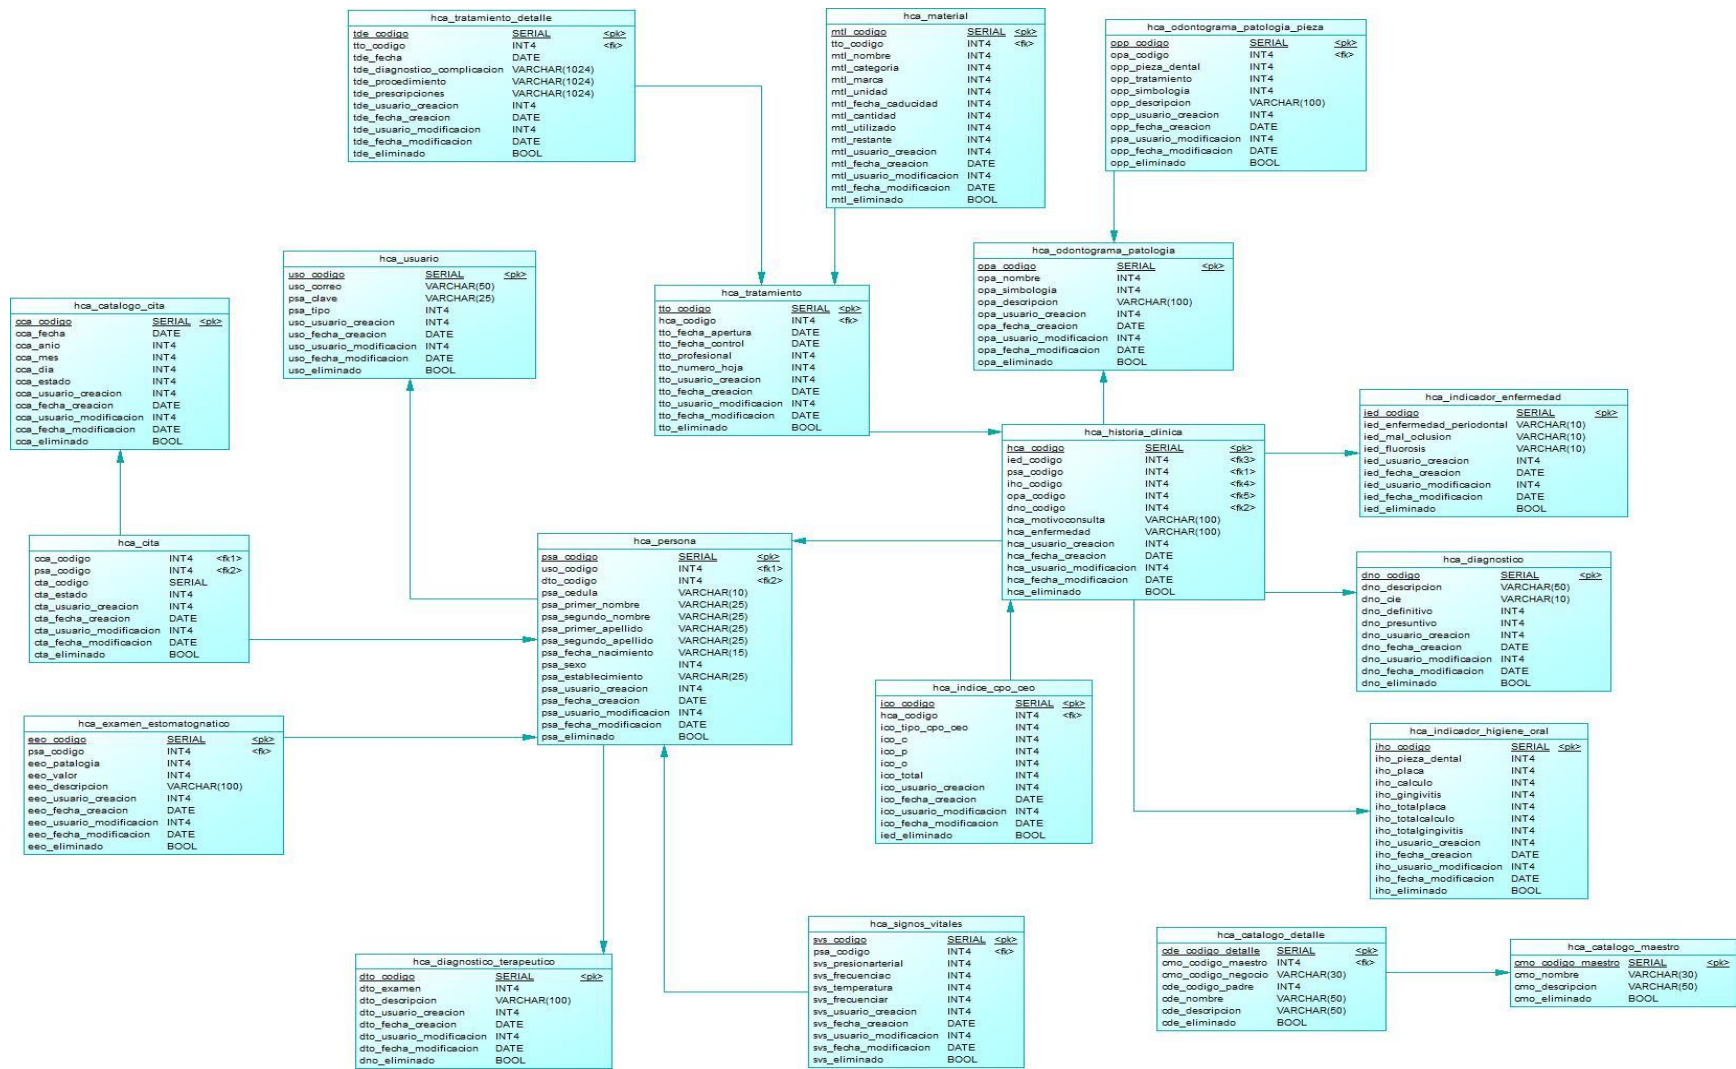 hca_tratamiento_detalle
tde_codigo SERIAL <pk>
tto_codigo INT4 <fk>
tde_fecha DATE
tde_diagnostico_complicacion VARCHAR(1024)
tde_procedimiento VARCHAR(1024)
tde_prescripciones VARCHAR(1024)
tde_usuario_creacion INT4
tde_fecha_creacion DATE
tde_usuario_modificacion INT4
tde_fecha_modificacion DATE
tde_eliminado BOOL
hca_material
mtl_codigo SERIAL <pk>
tto_codigo INT4 <fk>
mtl_nombre INT4
mtl_categoria INT4
mtl_marca INT4
mtl_unidad INT4
mtl_fecha_caducidad INT4
mtl_cantidad INT4
mtl_utilizado INT4
mtl_restante INT4
mtl_usuario_creacion INT4
mtl_fecha_creacion DATE
mtl_usuario_modificacion INT4
mtl_fecha_modificacion DATE
mtl_eliminado BOOL
hca_odontograma_patologia_pieza
opp_codigo SERIAL <pk>
opa_codigo INT4 <fk>
opp_pieza_dental INT4
opp_tratamiento INT4
opp_simbologia INT4
opp_descripcion VARCHAR(100)
opp_usuario_creacion INT4
opp_fecha_creacion DATE
ppa_usuario_modificacion INT4
opp_fecha_modificacion DATE
opp_eliminado BOOL
hca_usuario
uso_codigo SERIAL <pk>
uso_correo VARCHAR(50)
psa_clave VARCHAR(25)
psa_tipo INT4
uso_usuario_creacion INT4
uso_fecha_creacion DATE
uso_usuario_modificacion INT4
uso_fecha_modificacion DATE
uso_eliminado BOOL
hca_odontograma_patologia
opa_codigo SERIAL <pk>
opa_nombre INT4
opa_simbologia INT4
opa_descripcion VARCHAR(100)
opa_usuario_creacion INT4
opa_fecha_creacion DATE
opa_usuario_modificacion INT4
opa_fecha_modificacion DATE
opa_eliminado BOOL
hca_catalogo_cita
cca_codigo SERIAL <pk>
cca_fecha DATE
cca_anio INT4
cca_mes INT4
cca_dia INT4
cca_estado INT4
cca_usuario_creacion INT4
cca_fecha_creacion DATE
cca_usuario_modificacion INT4
cca_fecha_modificacion DATE
cca_eliminado BOOL
hca_tratamiento
tto_codigo SERIAL <pk>
hca_codigo INT4 <fk>
tto_fecha_apertura DATE
tto_fecha_control DATE
tto_profesional INT4
tto_numero_hoja INT4
tto_usuario_creacion INT4
tto_fecha_creacion DATE
tto_usuario_modificacion INT4
tto_fecha_modificacion DATE
tto_eliminado BOOL
hca_historia_clinica
hca_codigo SERIAL <pk>
ied_codigo INT4 <fk3>
psa_codigo INT4 <fk1>
iho_codigo INT4 <fk4>
opa_codigo INT4 <fk5>
dno_codigo INT4 <fk2>
hca_motivoconsulta VARCHAR(100)
hca_enfermedad VARCHAR(100)
hca_usuario_creacion INT4
hca_fecha_creacion DATE
hca_usuario_modificacion INT4
hca_fecha_modificacion DATE
hca_eliminado BOOL
hca_indicador_enfermedad
ied_codigo SERIAL <pk>
ied_enfermedad_periodontal VARCHAR(10)
ied_mal_oclusion VARCHAR(10)
ied_fluorosis VARCHAR(10)
ied_usuario_creacion INT4
ied_fecha_creacion DATE
ied_usuario_modificacion INT4
ied_fecha_modificacion DATE
ied_eliminado BOOL
hca_cita
cca_codigo INT4 <fk1>
psa_codigo INT4 <fk2>
cta_codigo SERIAL
cta_estado INT4
cta_usuario_creacion INT4
cta_fecha_creacion DATE
cta_usuario_modificacion INT4
cta_fecha_modificacion DATE
cta_eliminado BOOL
hca_persona
psa_codigo SERIAL <pk>
uso_codigo INT4 <fk1>
dto_codigo INT4 <fk2>
psa_cedula VARCHAR(10)
psa_primer_nombre VARCHAR(25)
psa_segundo_nombre VARCHAR(25)
psa_primer_apellido VARCHAR(25)
psa_segundo_apellido VARCHAR(25)
psa_fecha_nacimiento VARCHAR(15)
psa_sexo INT4
psa_establecimiento VARCHAR(25)
psa_usuario_creacion INT4
psa_fecha_creacion DATE
psa_usuario_modificacion INT4
psa_fecha_modificacion DATE
psa_eliminado BOOL
hca_diagnostico
dno_codigo SERIAL <pk>
dno_descripcion VARCHAR(50)
dno_cie VARCHAR(10)
dno_definitivo INT4
dno_presuntivo INT4
dno_usuario_creacion INT4
dno_fecha_creacion DATE
dno_usuario_modificacion INT4
dno_fecha_modificacion DATE
dno_eliminado BOOL
hca_indice_cpo_ceo
ico_codigo SERIAL <pk>
hca_codigo INT4 <fk>
ico_tipo_cpo_ceo INT4
ico_c INT4
ico_p INT4
ico_o INT4
ico_total INT4
ico_usuario_creacion INT4
ico_fecha_creacion DATE
ico_usuario_modificacion INT4
ico_fecha_modificacion DATE
ied_eliminado BOOL
hca_examen_estomatognatico
eeo_codigo SERIAL <pk>
psa_codigo INT4 <fk>
eeo_patalogia INT4
eeo_valor INT4
eeo_descripcion VARCHAR(100)
eeo_usuario_creacion INT4
eeo_fecha_creacion DATE
eeo_usuario_modificacion INT4
eeo_fecha_modificacion DATE
eeo_eliminado BOOL
hca_indicador_higiene_oral
iho_codigo SERIAL <pk>
iho_pieza_dental INT4
iho_placa INT4
iho_calculo INT4
iho_gingivitis INT4
iho_totalplaca INT4
iho_totalcalculo INT4
iho_totalgingivitis INT4
iho_usuario_creacion INT4
iho_fecha_creacion DATE
iho_usuario_modificacion INT4
iho_fecha_modificacion DATE
iho_eliminado BOOL
hca_diagnostico_terapeutico
dto_codigo SERIAL <pk>
dto_examen INT4
dto_descripcion VARCHAR(100)
dto_usuario_creacion INT4
dto_fecha_creacion DATE
dto_usuario_modificacion INT4
dto_fecha_modificacion DATE
dno_eliminado BOOL
hca_signos_vitales
svs_codigo SERIAL <pk>
psa_codigo INT4 <fk>
svs_presionarterial INT4
svs_frecuenciac INT4
svs_temperatura INT4
svs_frecuenciar INT4
svs_usuario_creacion INT4
svs_fecha_creacion DATE
svs_usuario_modificacion INT4
svs_fecha_modificacion DATE
svs_eliminado BOOL
hca_catalogo_detalle
cde_codigo_detalle SERIAL <pk>
cmo_codigo_maestro INT4 <fk>
cmo_codigo_negocio VARCHAR(30)
cde_codigo_padre INT4
cde_nombre VARCHAR(50)
cde_descripcion VARCHAR(50)
cde_eliminado BOOL
hca_catalogo_maestro
cmo_codigo_maestro SERIAL <pk>
cmo_nombre VARCHAR(30)
cmo_descripcion VARCHAR(50)
cmo_eliminado BOOL